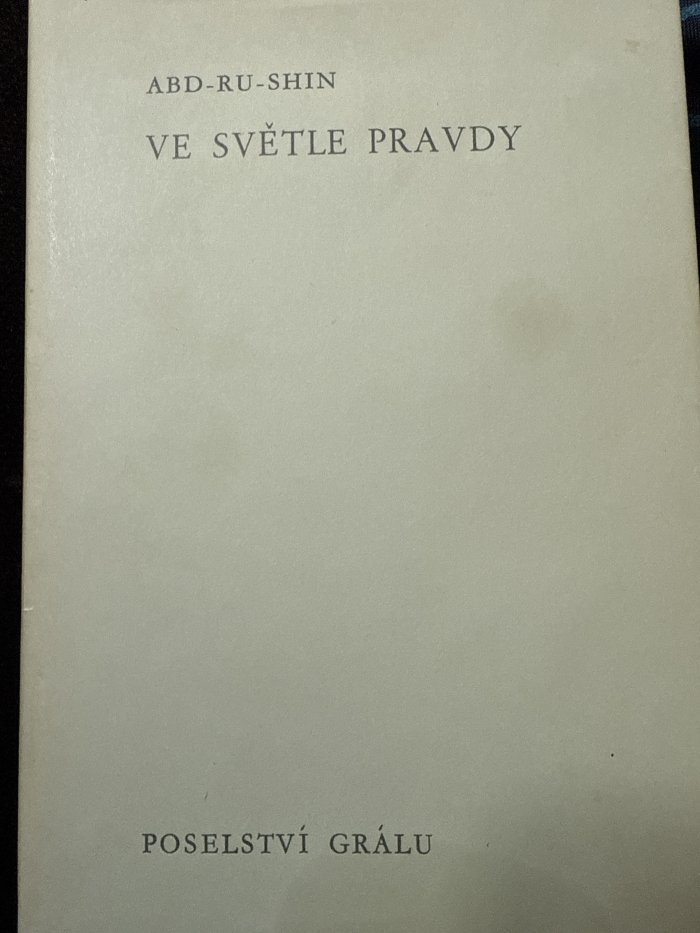 ABD-RU-SHIN
VE SVĚTLE PRAVDY
POSELSTVÍ GRÁLU